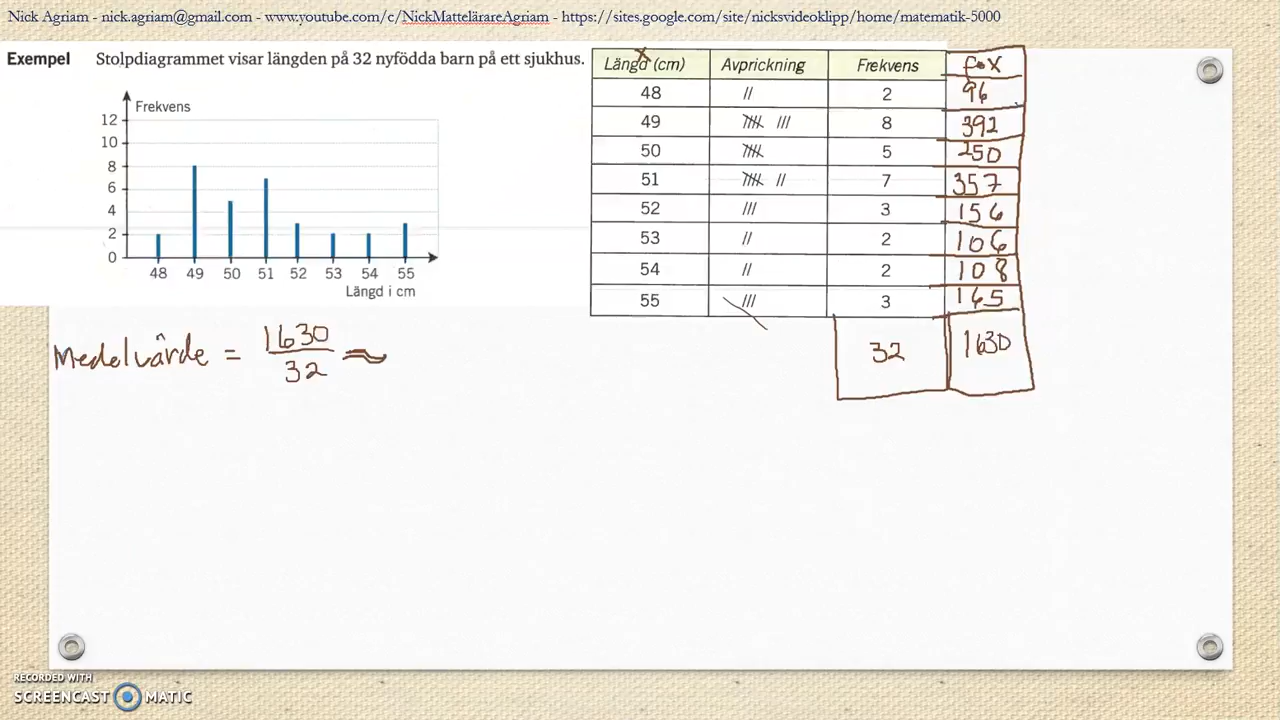 Nick Agriam - nick.agriam@gmail.com - www.youtube.com/c/NickMattelärareAgriam - https://sites.google.com/site/nicksvideoklipp/home/matematik-5000
Exempel Stolpdiagrammet visar längden på 32 nyfödda barn på ett sjukhus.
Frekvens
12
10
8
6
4
2
0
48 49 50 51 52 53 54 55
Längd i cm
x
Längd (cm) Avprickning Frekvens f·x
48 // 2 96
49 //// /// 8 392
50 //// 5 250
51 //// // 7 357
52 /// 3 156
53 // 2 106
54 // 2 108
55 /// 3 165
32 1630
Medelvärde = 1630/32 ≈
RECORDED WITH
SCREENCAST MATIC